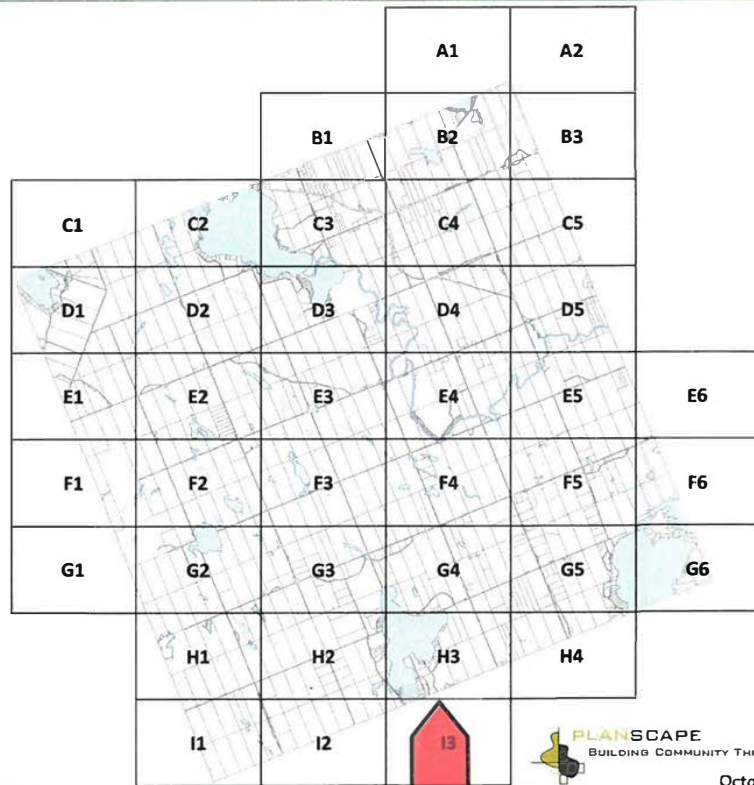 A1 A2
B1 B2 B3
C1 C2 C3 C4 C5
D1 D2 D3 D4 D5
E1 E2 E3 E4 E5 E6
F1 F2 F3 F4 F5 F6
G1 G2 G3 G4 G5 G6
H1 H2 H3 H4
I1 I2 I3
PLANSCAPE
BUILDING COMMUNITY TH
Octo